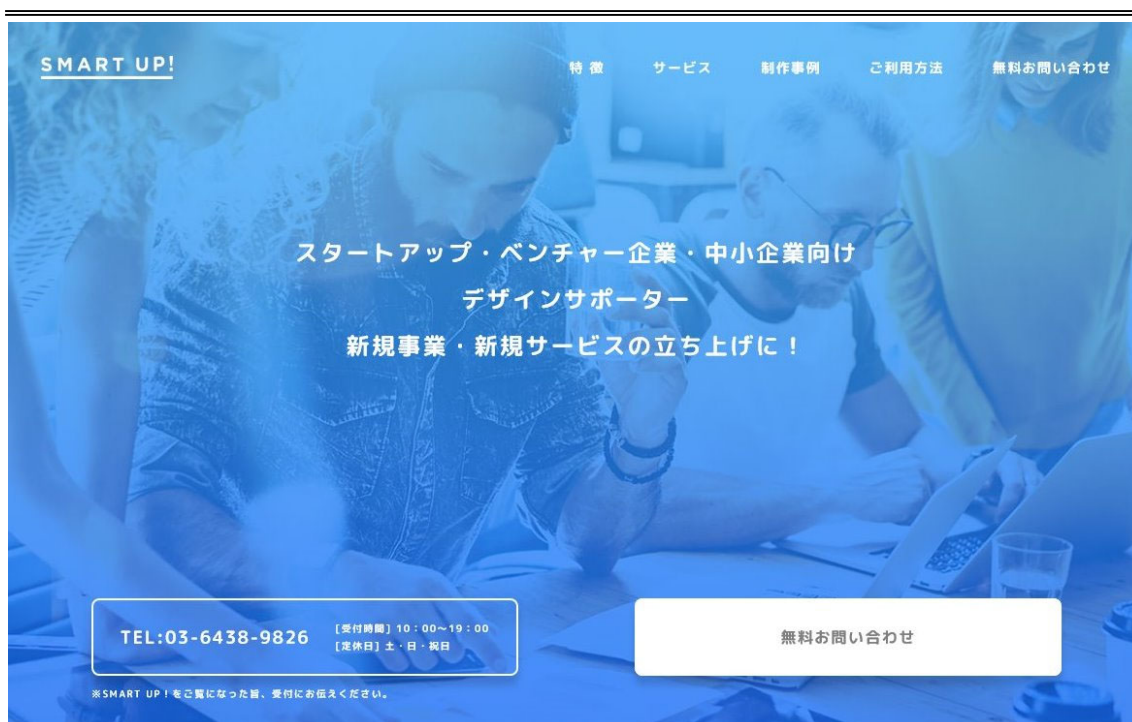 SMART UP!
特徴 サービス 制作事例 ご利用方法 無料お問い合わせ
スタートアップ・ベンチャー企業・中小企業向け
デザインサポーター
新規事業・新規サービスの立ち上げに!
TEL:03-6438-9826
[受付時間] 10:00~19:00
[定休日] 土・日・祝日
無料お問い合わせ
※SMART UP!をご覧になった旨、受付にお伝えください。